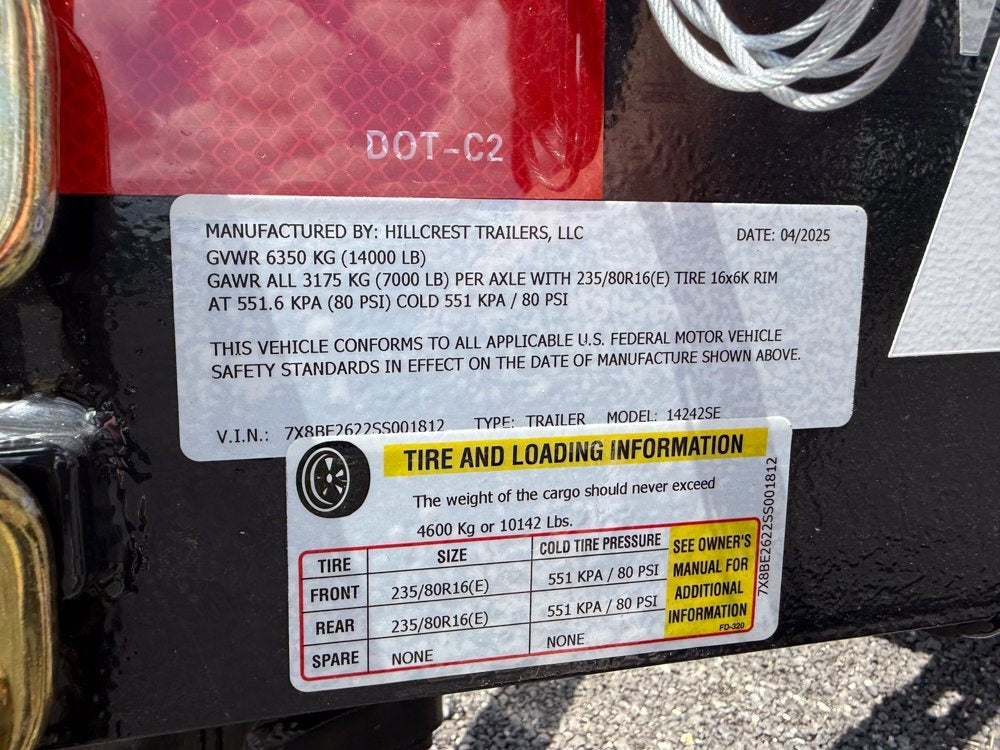 DOT-C2
MANUFACTURED BY: HILLCREST TRAILERS, LLC DATE: 04/2025
GVWR 6350 KG (14000 LB)
GAWR ALL 3175 KG (7000 LB) PER AXLE WITH 235/80R16(E) TIRE 16x6K RIM
AT 551.6 KPA (80 PSI) COLD 551 KPA / 80 PSI
THIS VEHICLE CONFORMS TO ALL APPLICABLE U.S. FEDERAL MOTOR VEHICLE
SAFETY STANDARDS IN EFFECT ON THE DATE OF MANUFACTURE SHOWN ABOVE.
V.I.N.: 7X8BE2622SS001812 TYPE: TRAILER MODEL: 14242SE
TIRE AND LOADING INFORMATION
The weight of the cargo should never exceed
4600 Kg or 10142 Lbs.
TIRE SIZE COLD TIRE PRESSURE
FRONT 235/80R16(E) 551 KPA / 80 PSI
REAR 235/80R16(E) 551 KPA / 80 PSI
SPARE NONE NONE
SEE OWNER'S
MANUAL FOR
ADDITIONAL
INFORMATION
FD-320
7X8BE2622SS001812